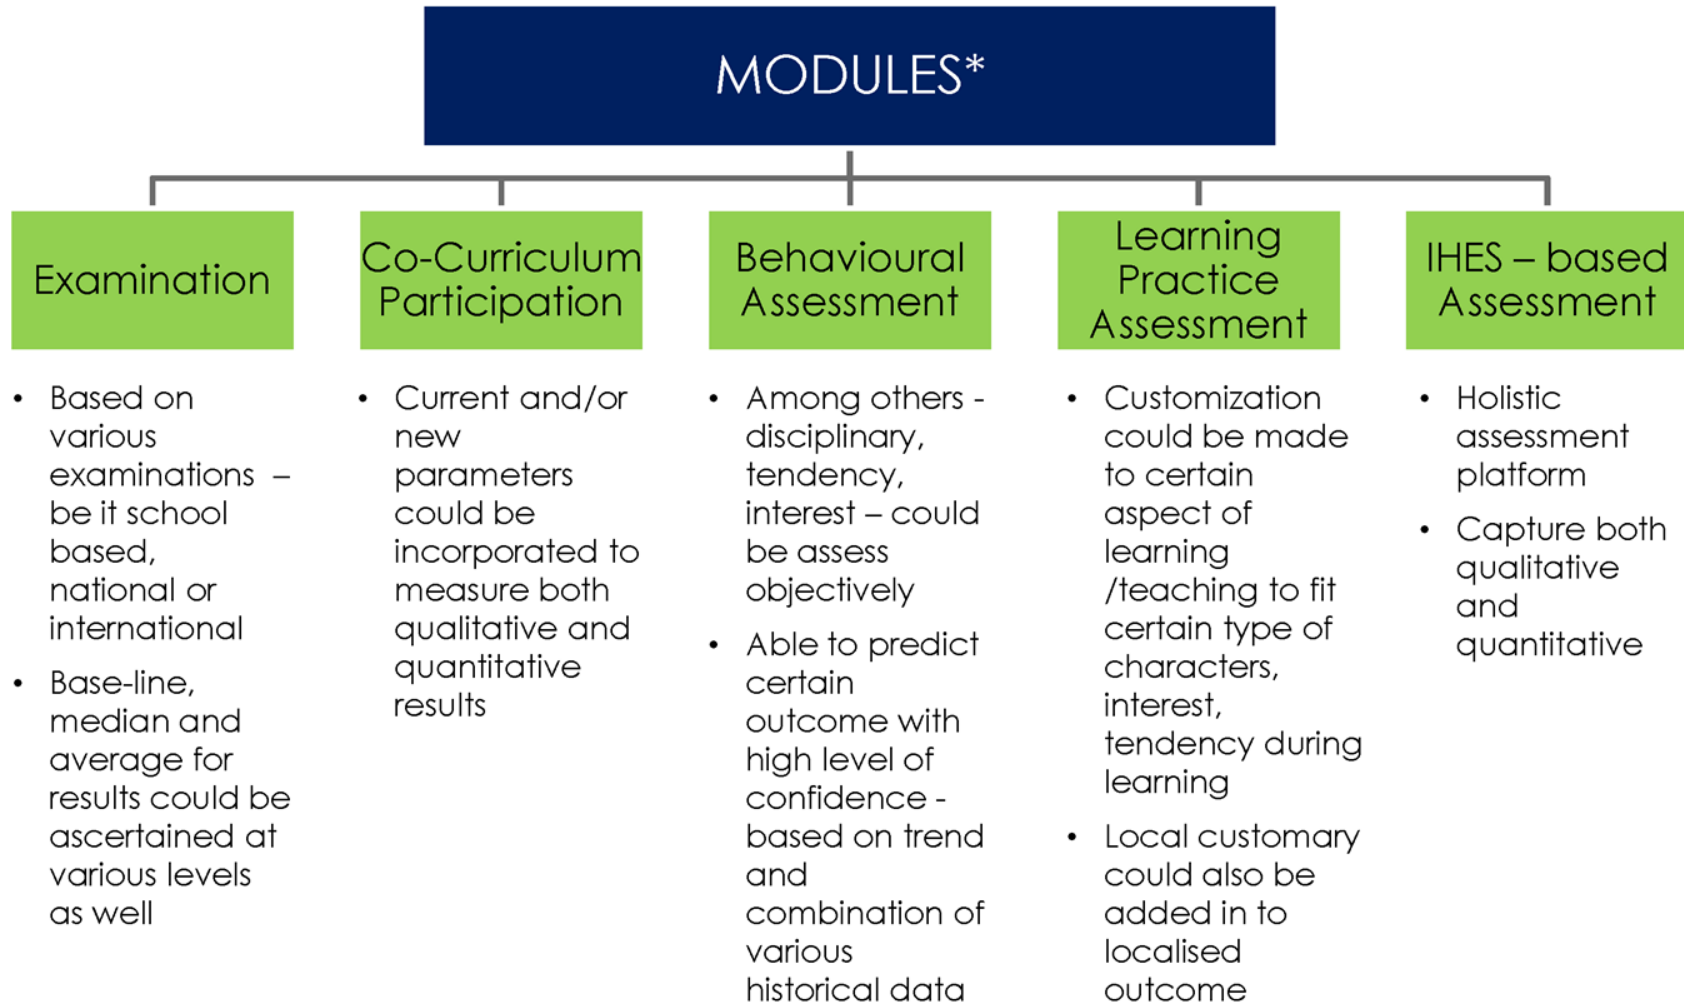 MODULES*
Examination
• Based on
various
examinations –
be it school
based,
national or
international
• Base-line,
median and
average for
results could be
ascertained at
various levels
as well
Co-Curriculum
Participation
• Current and/or
new
parameters
could be
incorporated to
measure both
qualitative and
quantitative
results
Behavioural
Assessment
• Among others -
disciplinary,
tendency,
interest – could
be assess
objectively
• Able to predict
certain
outcome with
high level of
confidence -
based on trend
and
combination of
various
historical data
Learning
Practice
Assessment
• Customization
could be made
to certain
aspect of
learning
/teaching to fit
certain type of
characters,
interest,
tendency during
learning
• Local customary
could also be
added in to
localised
outcome
IHES – based
Assessment
• Holistic
assessment
platform
• Capture both
qualitative
and
quantitative